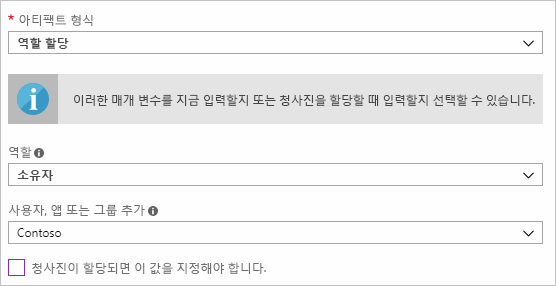 * 아티팩트 형식
역할 할당
이러한 매개 변수를 지금 입력할지 또는 청사진을 할당할 때 입력할지 선택할 수 있습니다.
역할
소유자
사용자, 앱 또는 그룹 추가
Contoso
청사진이 할당되면 이 값을 지정해야 합니다.